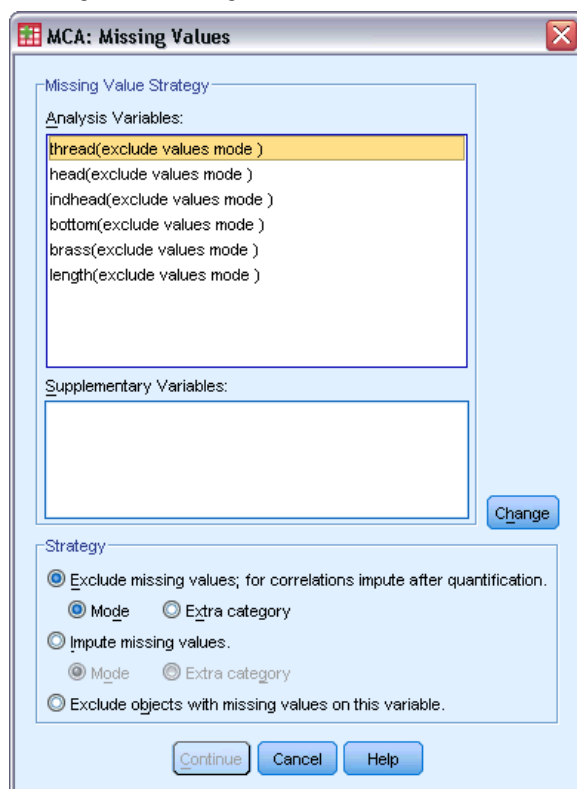 MCA: Missing Values
Missing Value Strategy
Analysis Variables:
thread(exclude values mode )
head(exclude values mode )
indhead(exclude values mode )
bottom(exclude values mode )
brass(exclude values mode )
length(exclude values mode )
Supplementary Variables:
Change
Strategy
Exclude missing values; for correlations impute after quantification.
Mode Extra category
Impute missing values.
Mode Extra category
Exclude objects with missing values on this variable.
Continue Cancel Help